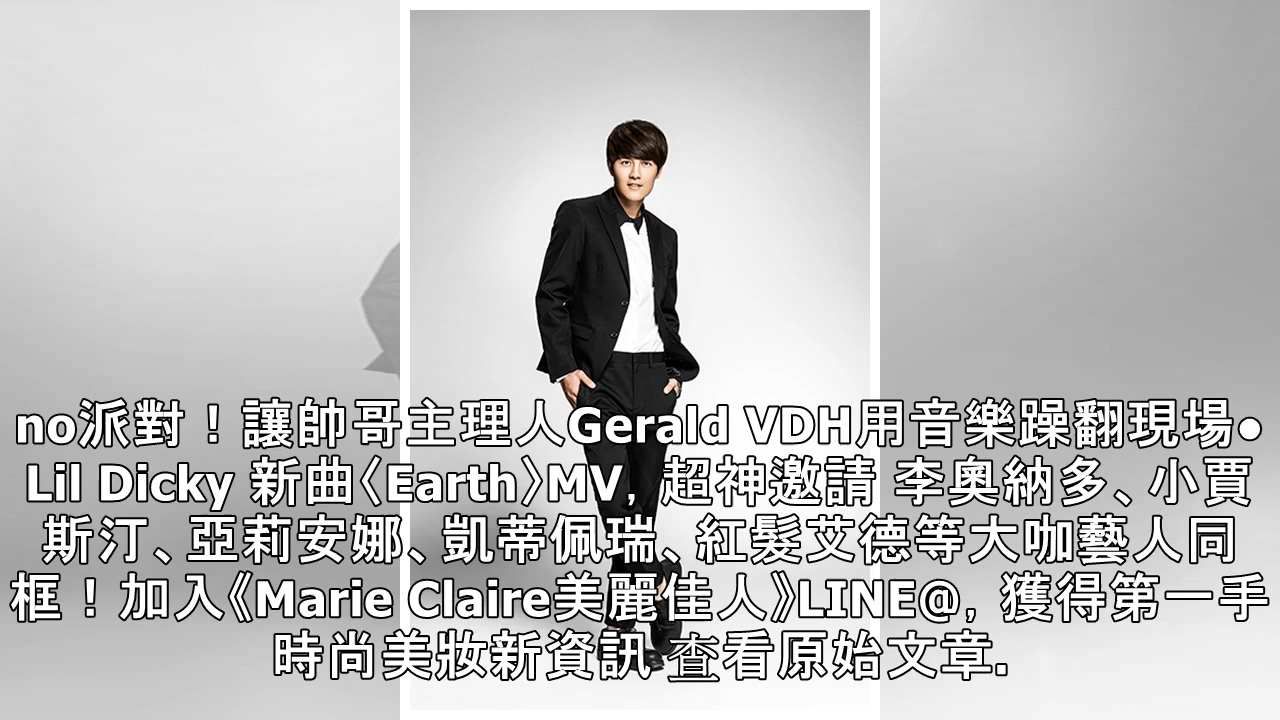 no派對！讓帥哥主理人Gerald VDH用音樂躁翻現場●
Lil Dicky 新曲〈Earth〉MV，超神邀請 李奧納多、小賈
斯汀、亞莉安娜、凱蒂佩瑞、紅髮艾德等大咖藝人同
框！加入《Marie Claire美麗佳人》LINE@，獲得第一手
時尚美妝新資訊 查看原始文章.